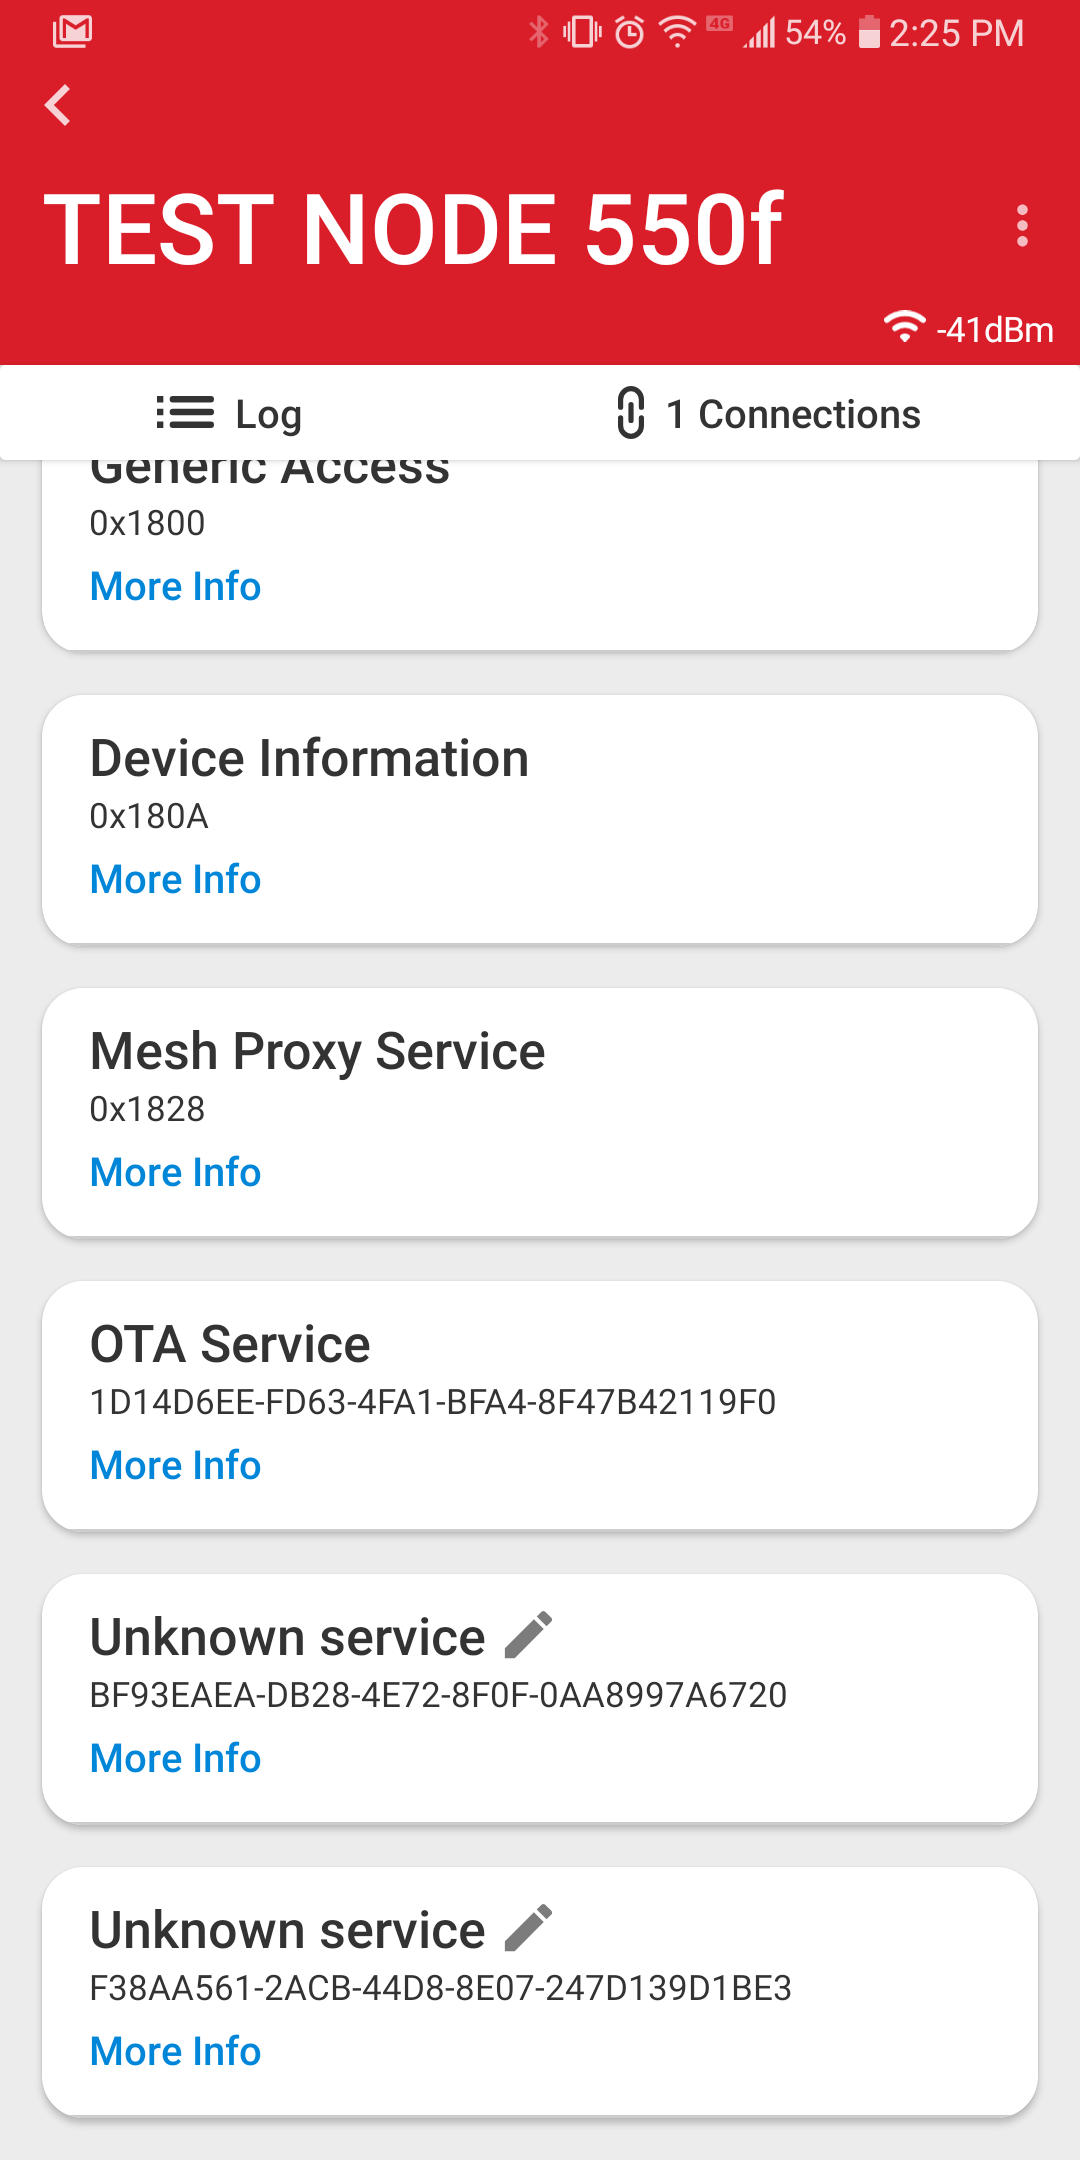 4G 54% 2:25 PM
TEST NODE 550f
-41dBm
Log 1 Connections
Generic Access
0x1800
More Info
Device Information
0x180A
More Info
Mesh Proxy Service
0x1828
More Info
OTA Service
1D14D6EE-FD63-4FA1-BFA4-8F47B42119F0
More Info
Unknown service
BF93EAEA-DB28-4E72-8F0F-0AA8997A6720
More Info
Unknown service
F38AA561-2ACB-44D8-8E07-247D139D1BE3
More Info